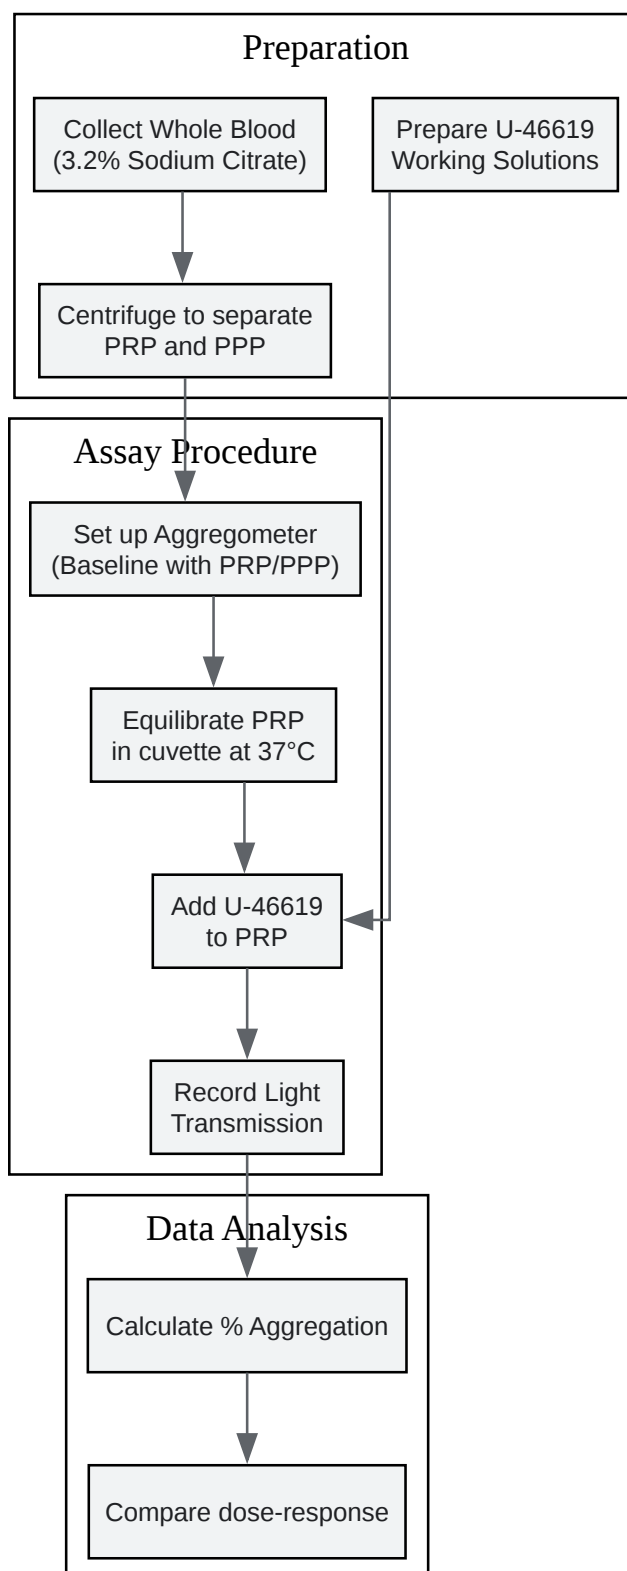 Preparation
Collect Whole Blood
(3.2% Sodium Citrate)
Prepare U-46619
Working Solutions
Centrifuge to separate
PRP and PPP
Assay Procedure
Set up Aggregometer
(Baseline with PRP/PPP)
Equilibrate PRP
in cuvette at 37°C
Add U-46619
to PRP
Record Light
Transmission
Data Analysis
Calculate % Aggregation
Compare dose-response